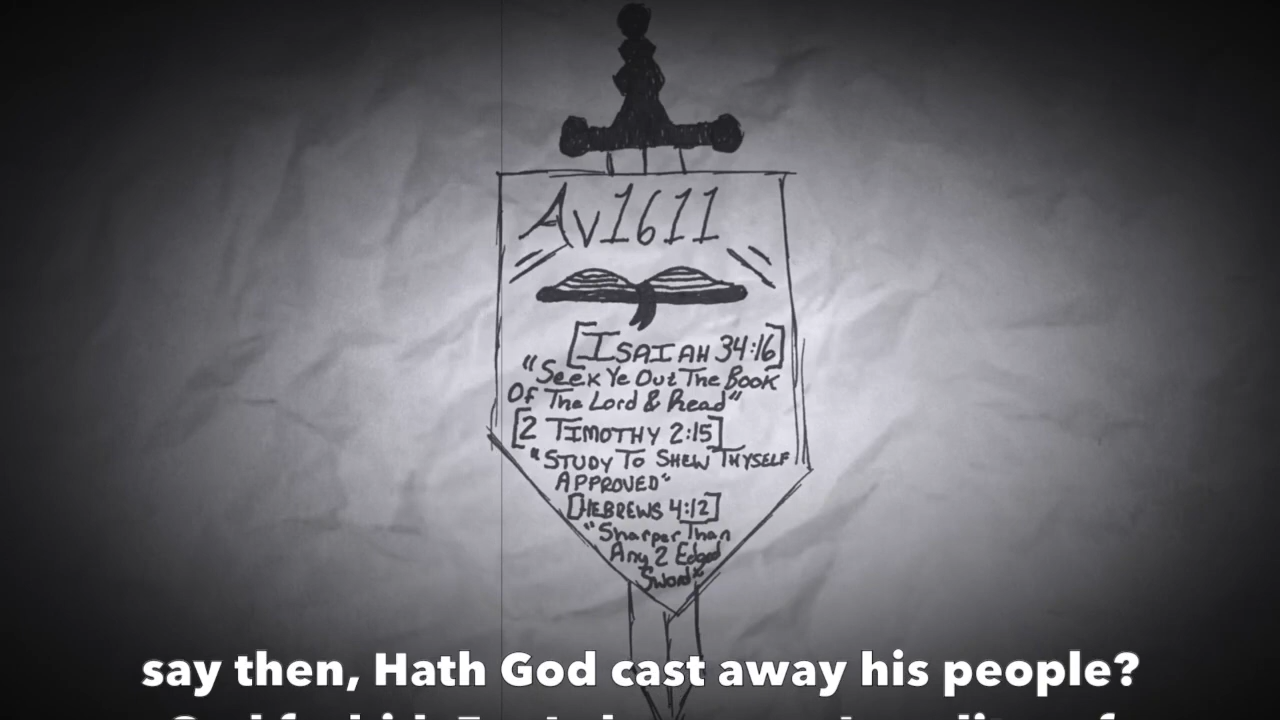 Av1611
[ISAIAH 34:16]
"Seek Ye Out The Book
Of The Lord & Read"
[2 TIMOTHY 2:15]
"STUDY TO SHEW THYSELF
APPROVED"
[HEBREWS 4:12]
"Sharper Than
Any 2 Edged
Sword"
say then, Hath God cast away his people?